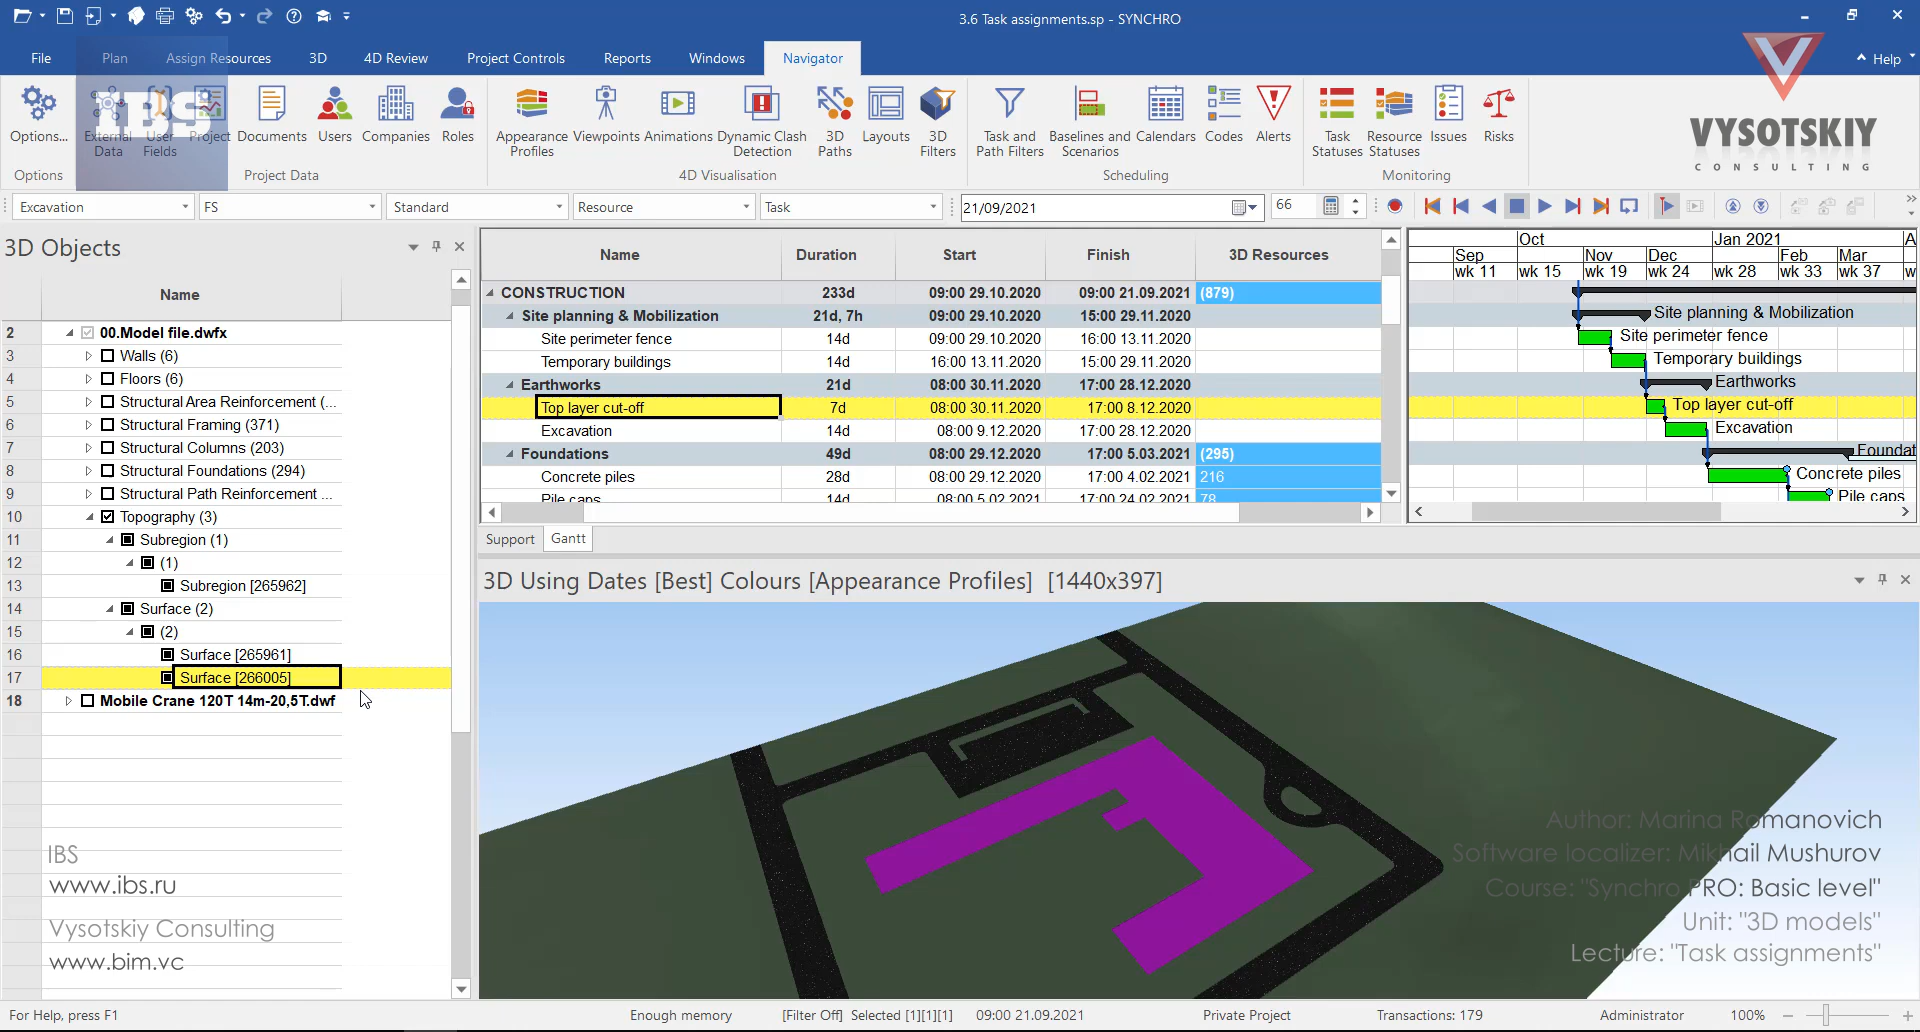 3.6 Task assignments.sp - SYNCHRO
File Plan Assign Resources 3D 4D Review Project Controls Reports Windows Navigator Help
IBS
Options... External Data User Fields Project Documents Users Companies Roles Appearance Profiles Viewpoints Animations Dynamic Clash Detection 3D Paths Layouts 3D Filters Task and Path Filters Baselines and Scenarios Calendars Codes Alerts Task Statuses Resource Statuses Issues Risks
VYSOTSKIY
CONSULTING
Options Project Data 4D Visualisation Scheduling Monitoring
Excavation FS Standard Resource Task 21/09/2021 66
3D Objects
Name
2 00.Model file.dwfx
3 Walls (6)
4 Floors (6)
5 Structural Area Reinforcement (...
6 Structural Framing (371)
7 Structural Columns (203)
8 Structural Foundations (294)
9 Structural Path Reinforcement ...
10 Topography (3)
11 Subregion (1)
12 (1)
13 Subregion [265962]
14 Surface (2)
15 (2)
16 Surface [265961]
17 Surface [266005]
18 Mobile Crane 120T 14m-20,5T.dwf
IBS
www.ibs.ru
Vysotskiy Consulting
www.bim.vc
Name Duration Start Finish 3D Resources
CONSTRUCTION 233d 09:00 29.10.2020 09:00 21.09.2021 (879)
Site planning & Mobilization 21d, 7h 09:00 29.10.2020 15:00 29.11.2020
Site perimeter fence 14d 09:00 29.10.2020 16:00 13.11.2020
Temporary buildings 14d 16:00 13.11.2020 15:00 29.11.2020
Earthworks 21d 08:00 30.11.2020 17:00 28.12.2020
Top layer cut-off 7d 08:00 30.11.2020 17:00 8.12.2020
Excavation 14d 08:00 9.12.2020 17:00 28.12.2020
Foundations 49d 08:00 29.12.2020 17:00 5.03.2021 (295)
Concrete piles 28d 08:00 29.12.2020 17:00 4.02.2021 216
Pile caps 14d 08:00 5.02.2021 17:00 24.02.2021 78
Oct Jan 2021 A
Sep Nov Dec Feb Mar
wk 11 wk 15 wk 19 wk 24 wk 28 wk 33 wk 37 wk
Site planning & Mobilization
Site perimeter fence
Temporary buildings
Earthworks
Top layer cut-off
Excavation
Foundat
Concrete piles
Pile caps
Support Gantt
3D Using Dates [Best] Colours [Appearance Profiles] [1440x397]
Author: Marina Romanovich
Software localizer: Mikhail Mushurov
Course: "Synchro PRO: Basic level"
Unit: "3D models"
Lecture: "Task assignments"
For Help, press F1 Enough memory [Filter Off] Selected [1][1][1] 09:00 21.09.2021 Private Project Transactions: 179 Administrator 100%